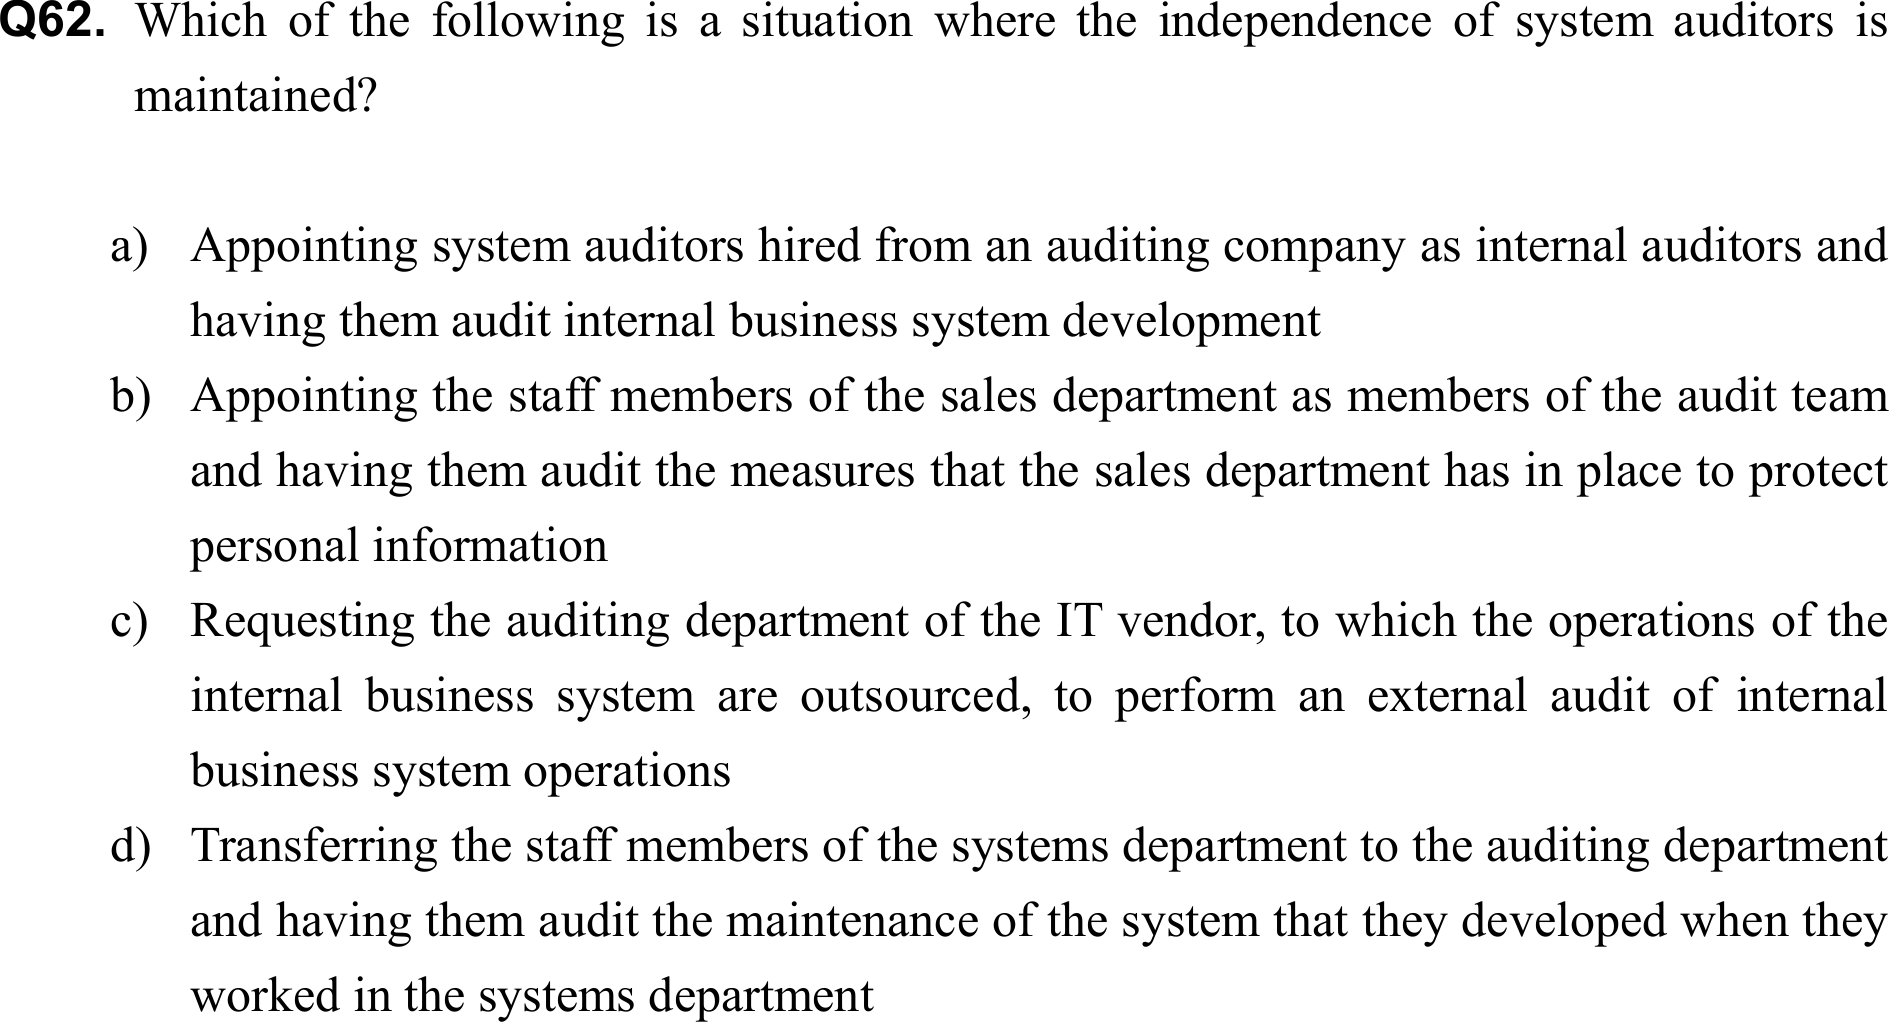 Q62. Which of the following is a situation where the independence of system auditors is
maintained?
a) Appointing system auditors hired from an auditing company as internal auditors and
having them audit internal business system development
b) Appointing the staff members of the sales department as members of the audit team
and having them audit the measures that the sales department has in place to protect
personal information
c) Requesting the auditing department of the IT vendor, to which the operations of the
internal business system are outsourced, to perform an external audit of internal
business system operations
d) Transferring the staff members of the systems department to the auditing department
and having them audit the maintenance of the system that they developed when they
worked in the systems department